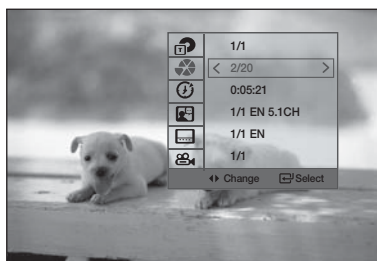 T
1/1
< 2/20 >
0:05:21
1/1 EN 5.1CH
1/1 EN
1/1
Change Select